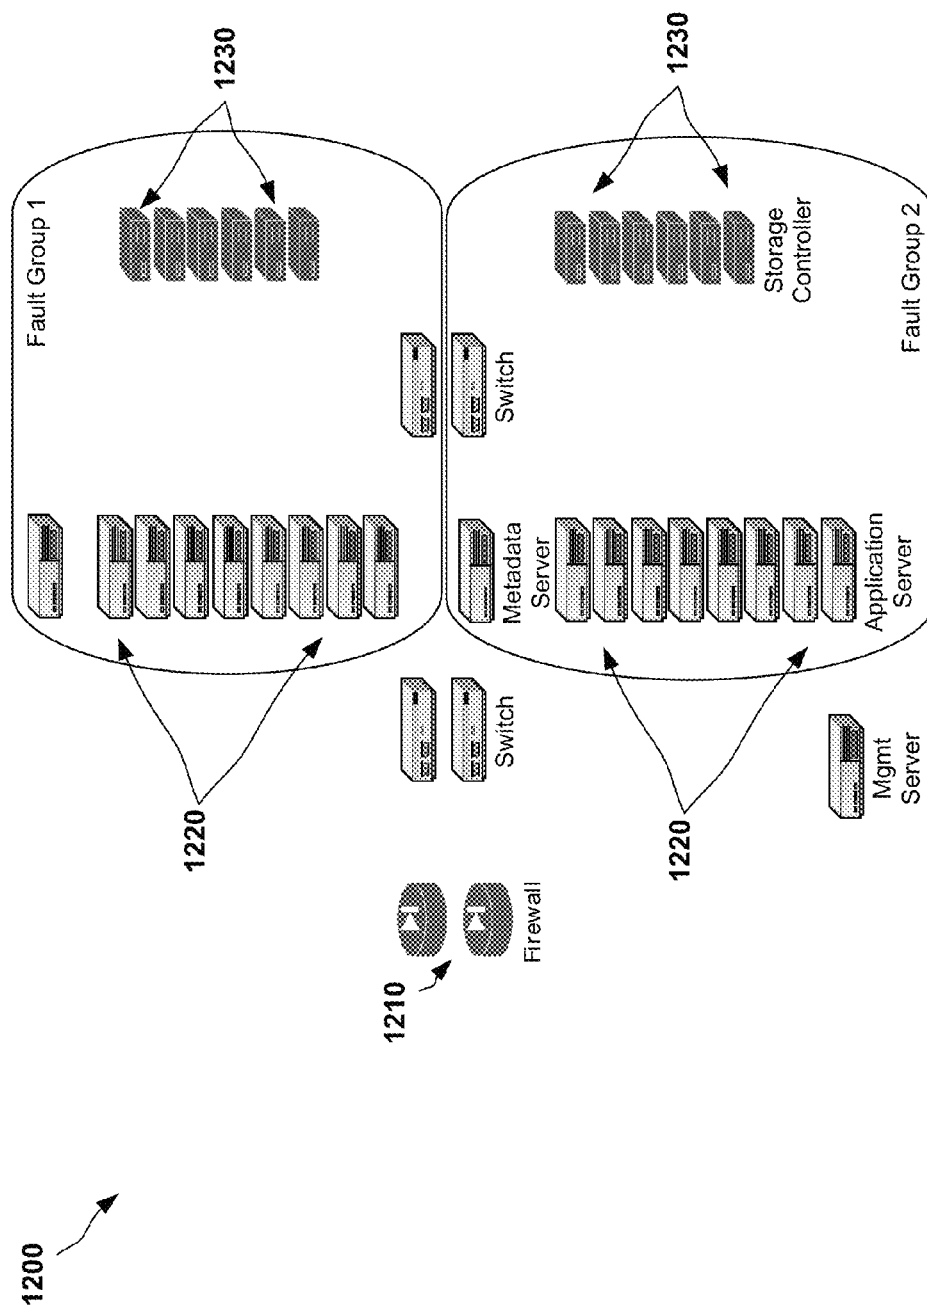 1200
Fault Group 1
1220
1230
1210
Firewall
Switch
Metadata
Server
Switch
1220
1230
Storage
Controller
Mgmt
Server
Application
Server
Fault Group 2